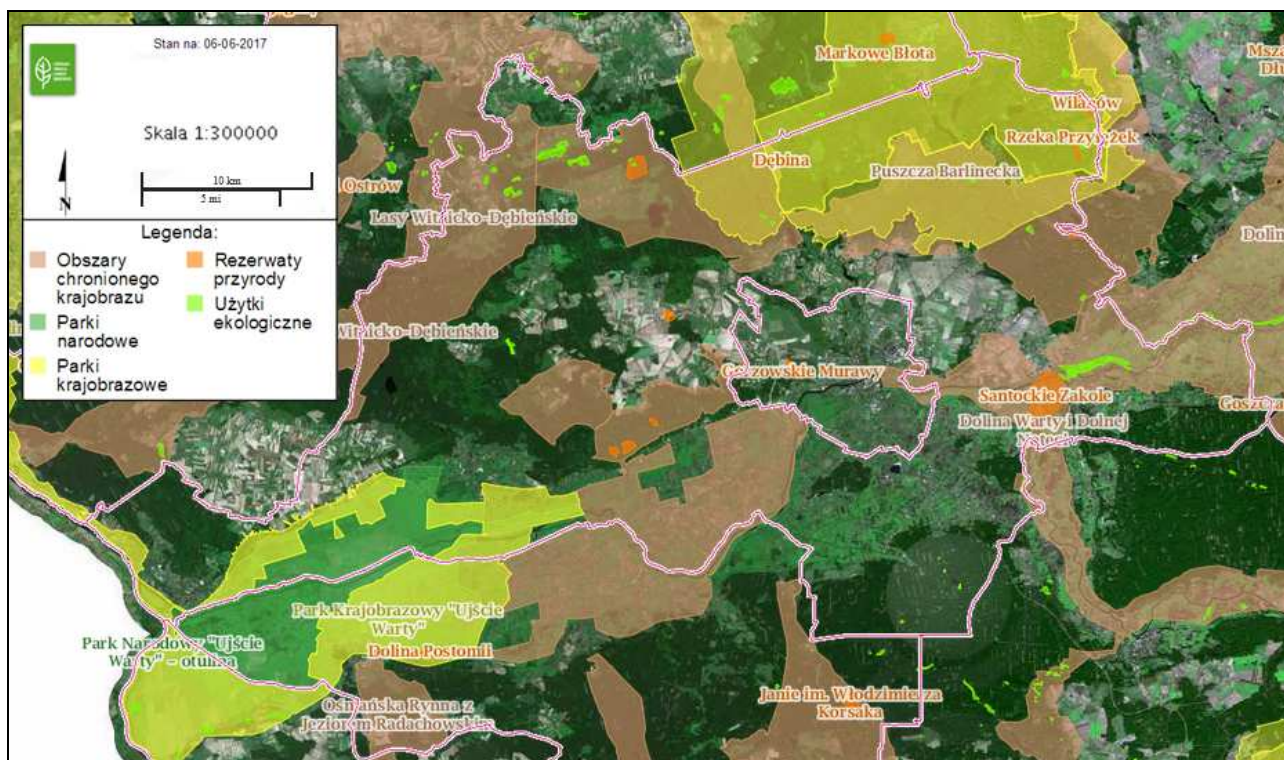 Stan na: 06-06-2017
Skala 1:300000
10 km
5 mi
N
Legenda:
Obszary
chronionego
krajobrazu
Parki
narodowe
Parki
krajobrazowe
Rezerwaty
przyrody
Użytki
ekologiczne
Markowe Błota
Wilanów
Rzeka Przyłężek
Dębina
Puszcza Barlinecka
Ostrów
Lasy Witnicko-Dębieńskie
Witnicko-Dębieńskie
Gorzowskie Murawy
Santockie Zakole
Dolina Warty i Dolnej
Noteci
Park Krajobrazowy "Ujście
Warty"
Dolina Postomii
Park Narodowy "Ujście
Warty" - otulina
Ośniańska Rynna z
Jeziorem Radachowskim
Janie im. Włodzimierza
Korsaka